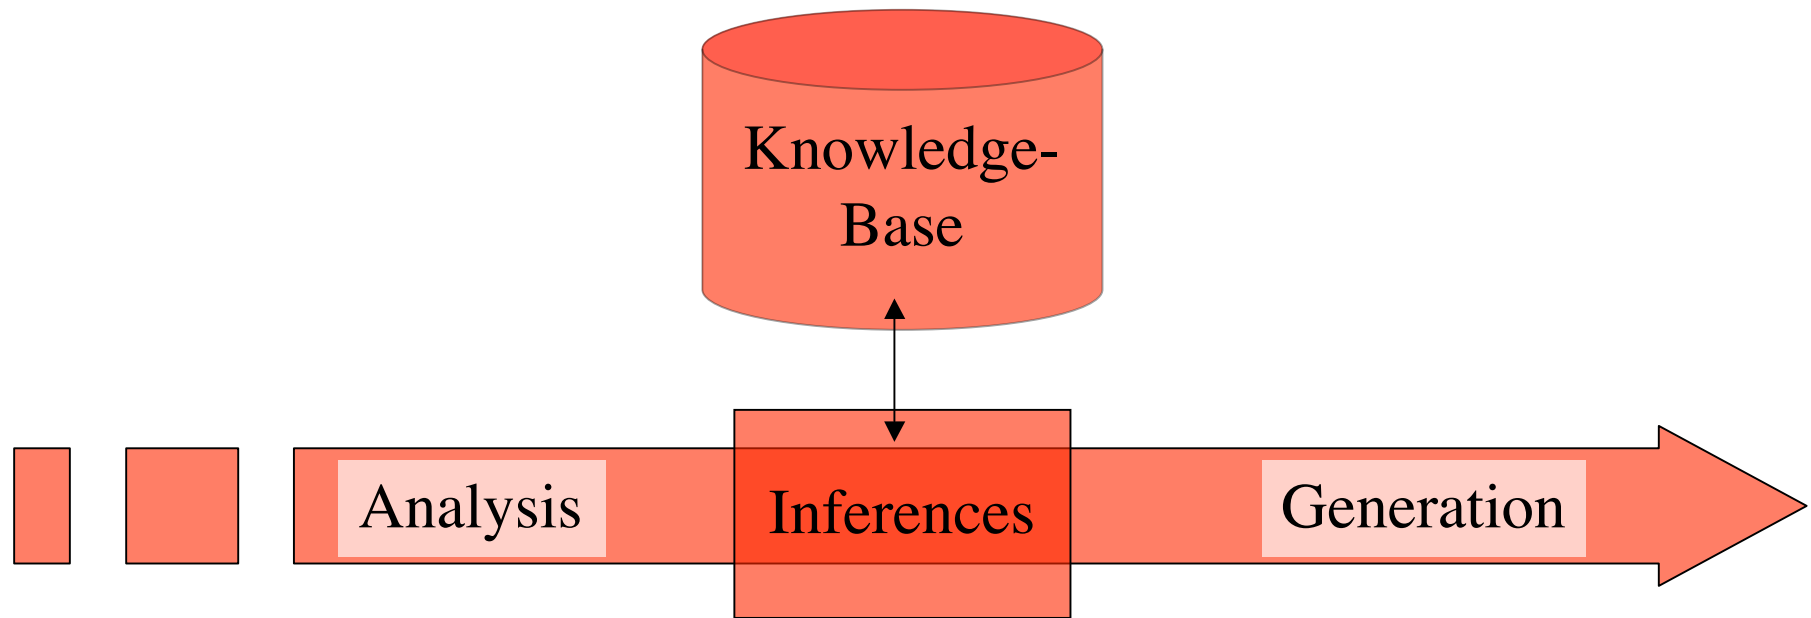 Knowledge-
Base
Analysis
Inferences
Generation